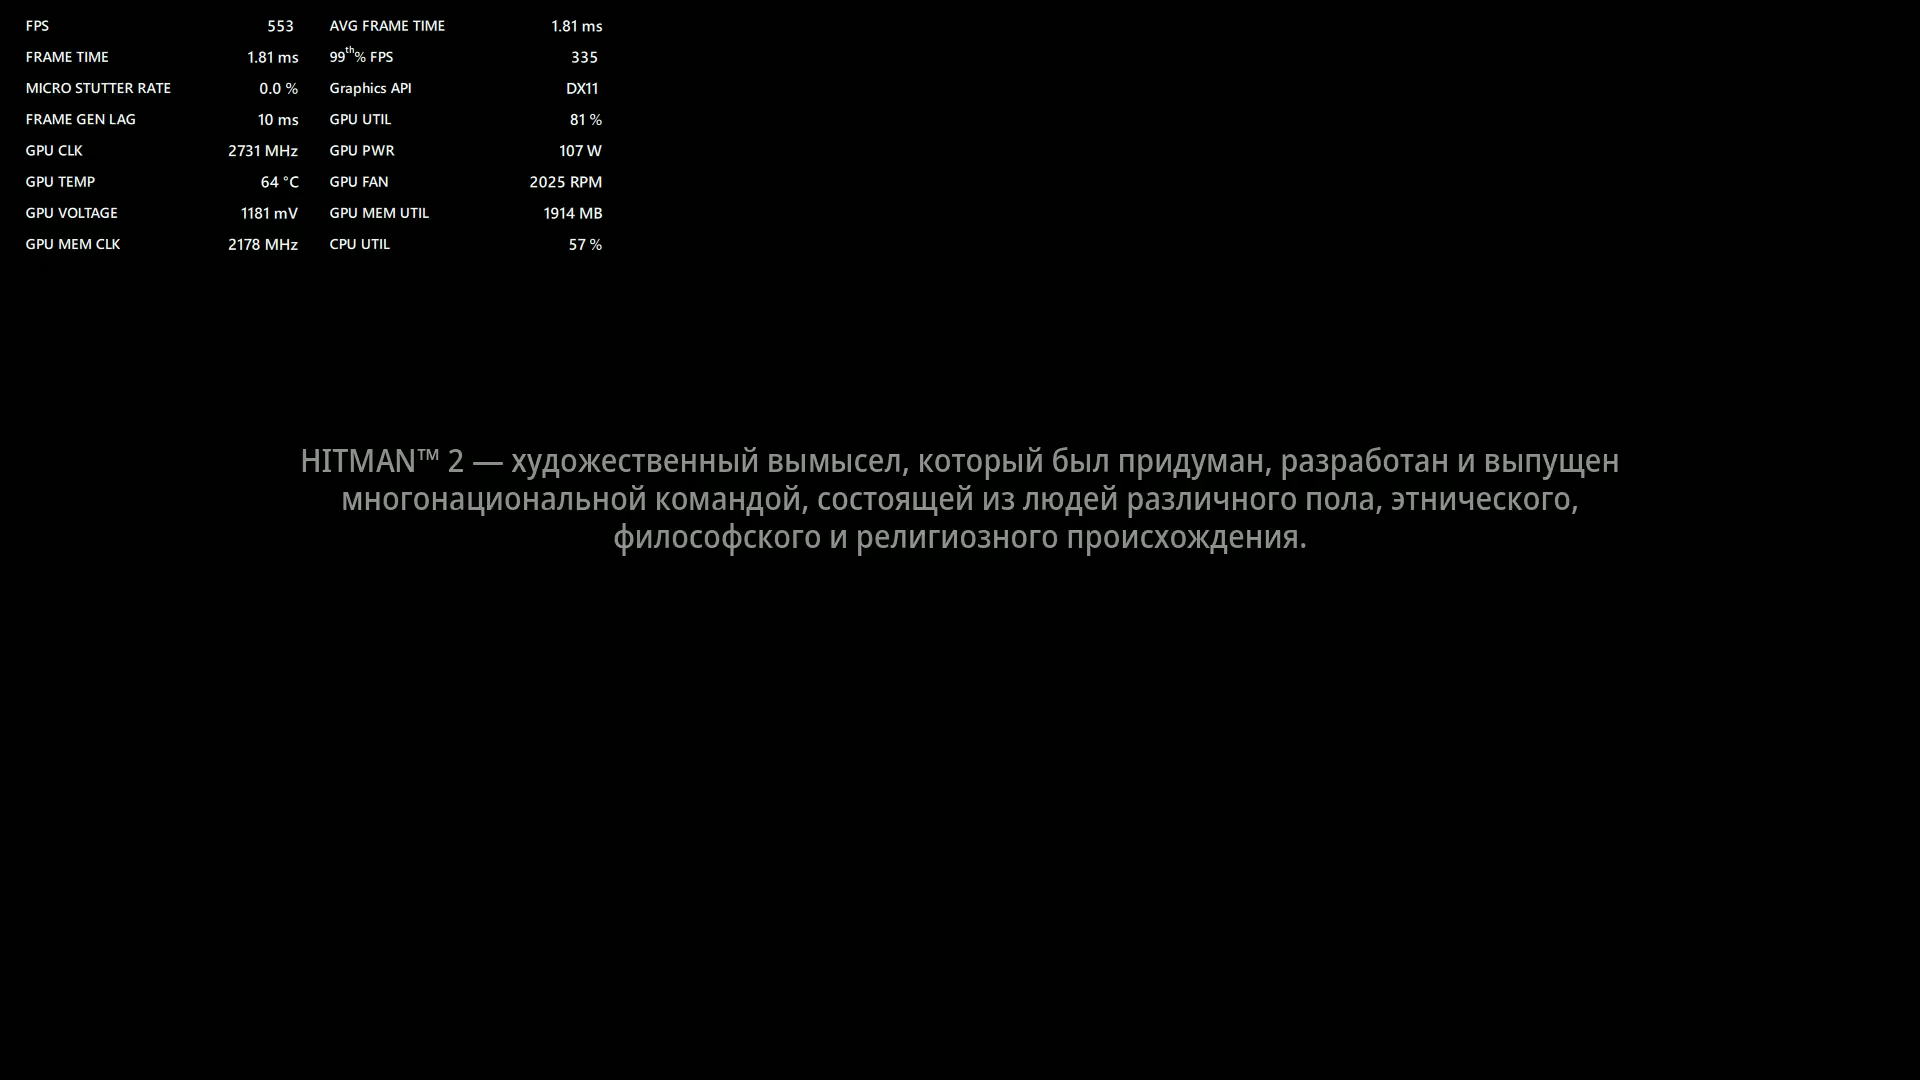 FPS 553 AVG FRAME TIME 1.81 ms
FRAME TIME 1.81 ms 99th% FPS 335
MICRO STUTTER RATE 0.0 % Graphics API DX11
FRAME GEN LAG 10 ms GPU UTIL 81 %
GPU CLK 2731 MHz GPU PWR 107 W
GPU TEMP 64 °C GPU FAN 2025 RPM
GPU VOLTAGE 1181 mV GPU MEM UTIL 1914 MB
GPU MEM CLK 2178 MHz CPU UTIL 57 %
HITMAN™ 2 — художественный вымысел, который был придуман, разработан и выпущен
многонациональной командой, состоящей из людей различного пола, этнического,
философского и религиозного происхождения.